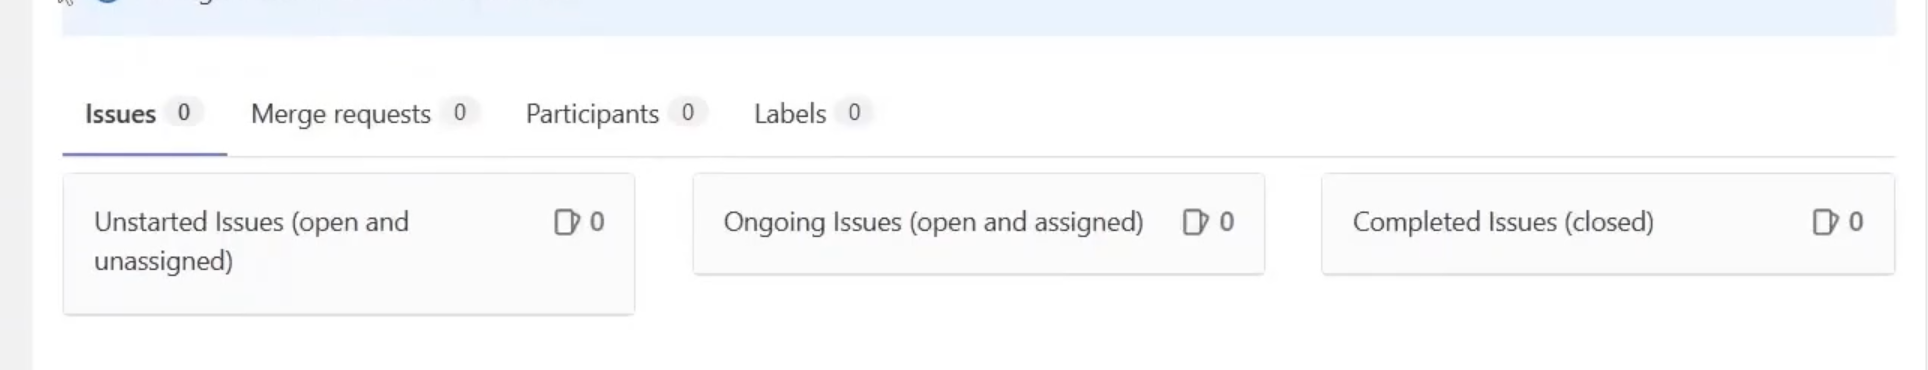 Issues 0 Merge requests 0 Participants 0 Labels 0
Unstarted Issues (open and unassigned) 0
Ongoing Issues (open and assigned) 0
Completed Issues (closed) 0